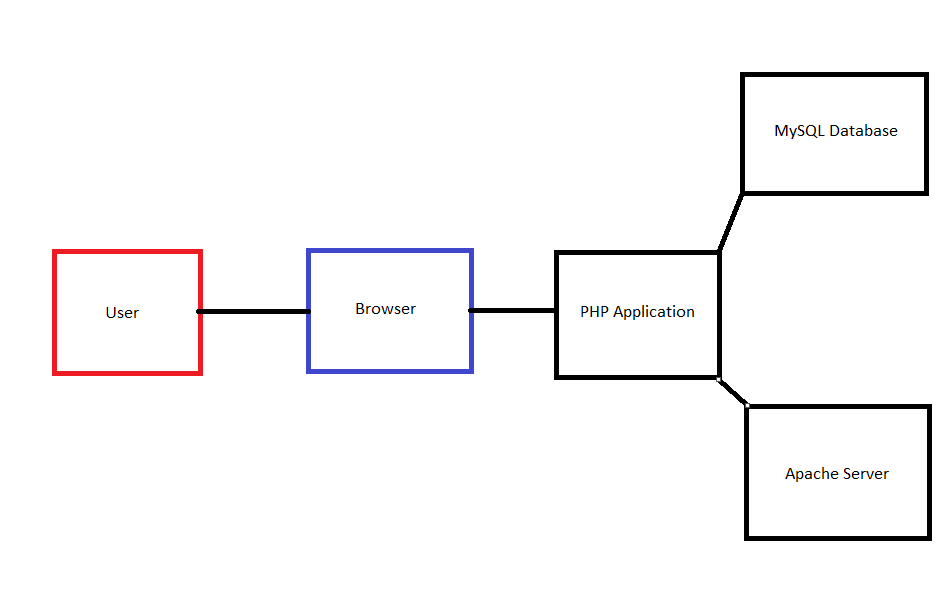 MySQL Database
User
Browser
PHP Application
Apache Server